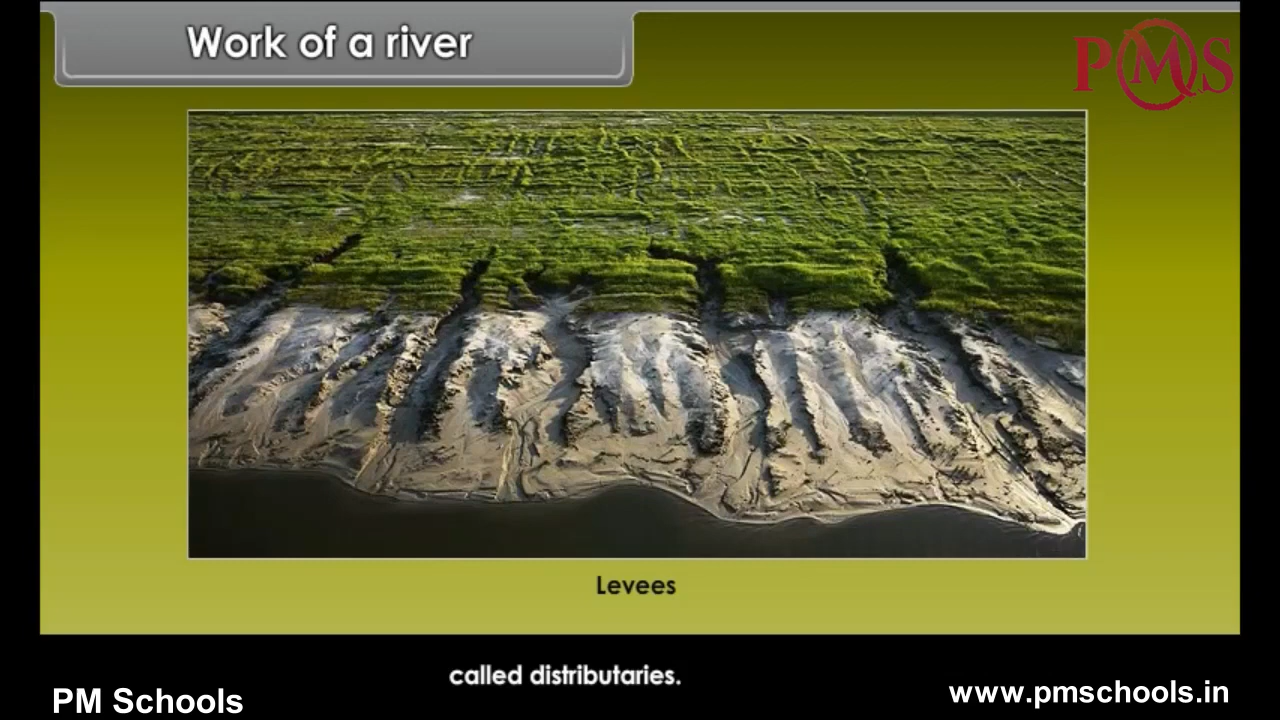 Work of a river
PMS
Levees
called distributaries.
PM Schools
www.pmschools.in